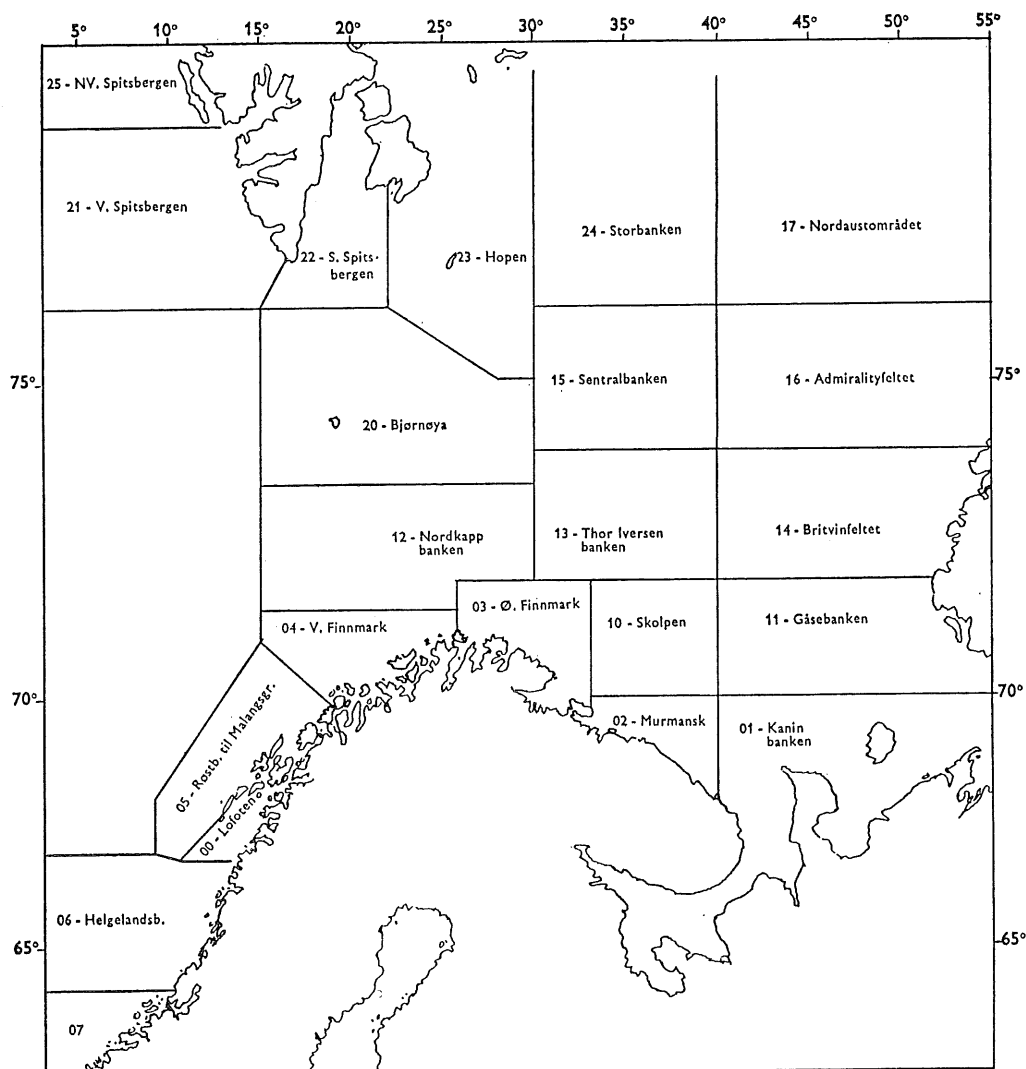 5° 10° 15° 20° 25° 30° 35° 40° 45° 50° 55°
25 - NV. Spitsbergen
21 - V. Spitsbergen
22 - S. Spits-
bergen
23 - Hopen
24 - Storbanken
17 - Nordaustområdet
75°
15 - Sentralbanken
16 - Admiralityfeltet
75°
20 - Bjørnøya
12 - Nordkapp
banken
13 - Thor Iversen
banken
14 - Britvinfeltet
04 - V. Finnmark
03 - Ø. Finnmark
10 - Skolpen
11 - Gåsebanken
70°
70°
05 - Røstb. til Malangsgr.
02 - Murmansk
01 - Kanin
banken
00 - Lofoten
06 - Helgelandsb.
65°
65°
07